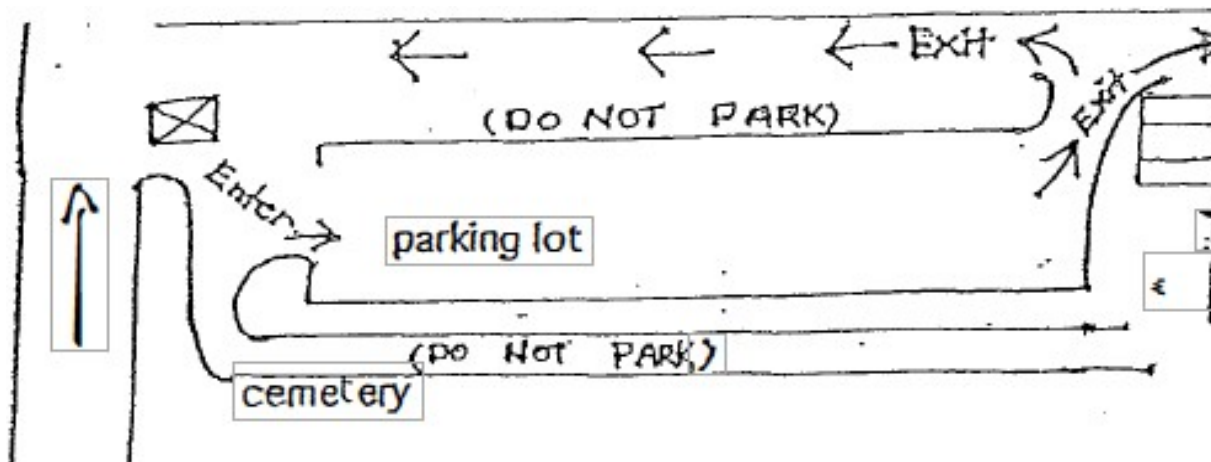 EXIT
Exit
(DO NOT PARK)
Enter
parking lot
(DO NOT PARK)
cemetery